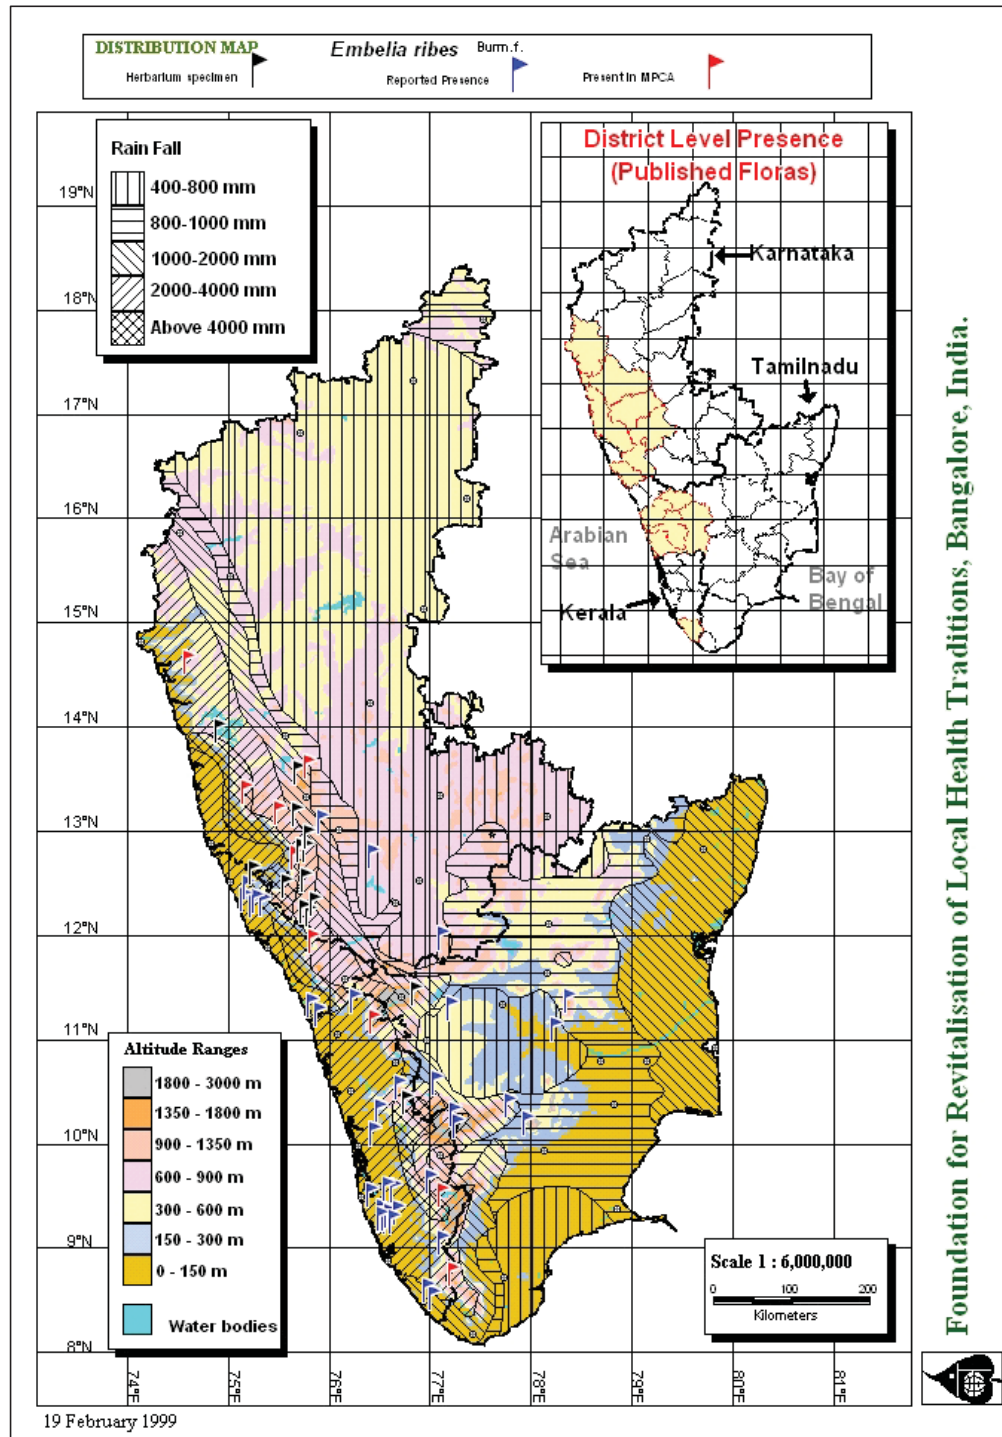 DISTRIBUTION MAP Embelia ribes Burm.f.
Herbarium specimen Reported Presence Present in MPCA
Rain Fall
400-800 mm
800-1000 mm
1000-2000 mm
2000-4000 mm
Above 4000 mm
District Level Presence
(Published Floras)
Karnataka
Tamilnadu
Arabian
Sea
Bay of
Bengal
Kerala
19°N
18°N
17°N
16°N
15°N
14°N
13°N
12°N
11°N
10°N
9°N
8°N
Altitude Ranges
1800 - 3000 m
1350 - 1800 m
900 - 1350 m
600 - 900 m
300 - 600 m
150 - 300 m
0 - 150 m
Water bodies
Scale 1 : 6,000,000
0 100 200
Kilometers
74°E 75°E 76°E 77°E 78°E 79°E 80°E 81°E
19 February 1999
Foundation for Revitalisation of Local Health Traditions, Bangalore, India.